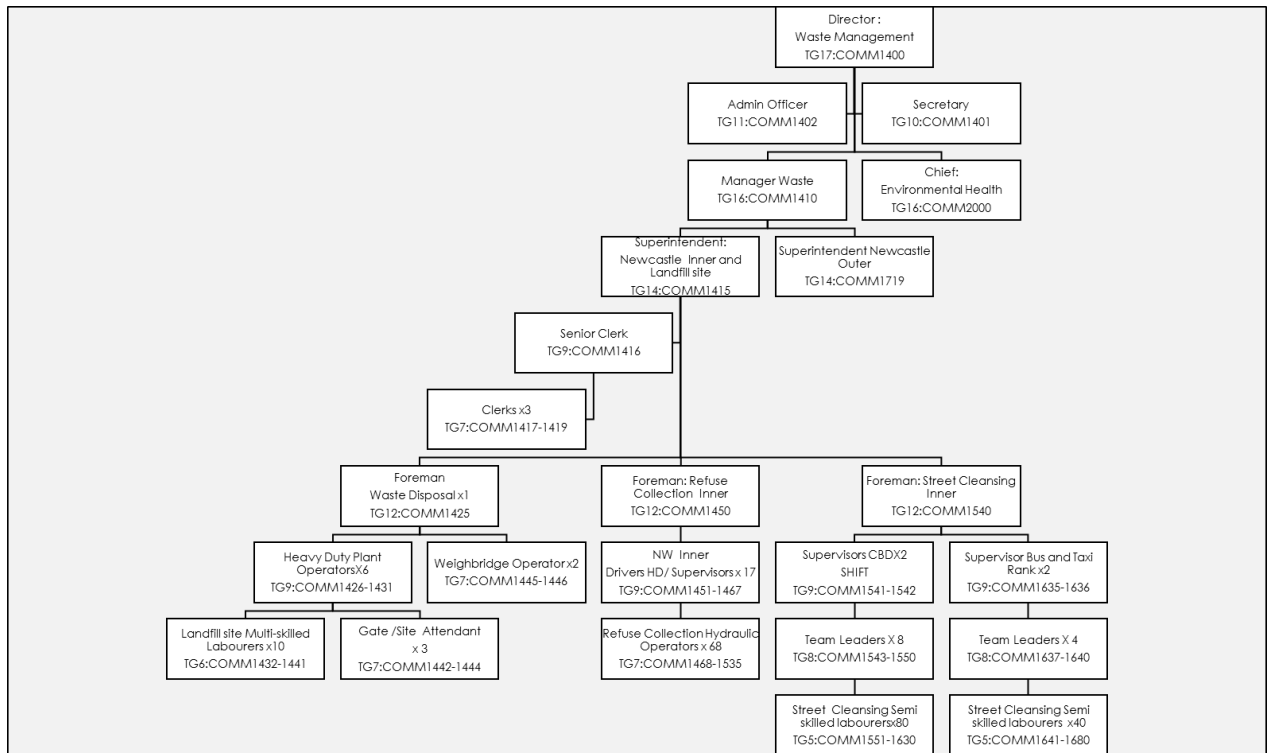 Director :
Waste Management
TG17:COMM1400
Admin Officer
TG11:COMM1402
Secretary
TG10:COMM1401
Manager Waste
TG16:COMM1410
Chief:
Environmental Health
TG16:COMM2000
Superintendent:
Newcastle Inner and
Landfill site
TG14:COMM1415
Superintendent Newcastle
Outer
TG14:COMM1719
Senior Clerk
TG9:COMM1416
Clerks x3
TG7:COMM1417-1419
Foreman
Waste Disposal x1
TG12:COMM1425
Foreman: Refuse
Collection Inner
TG12:COMM1450
Foreman: Street Cleansing
Inner
TG12:COMM1540
Heavy Duty Plant
OperatorsX6
TG9:COMM1426-1431
Weighbridge Operator x2
TG7:COMM1445-1446
NW Inner
Drivers HD/ Supervisors x 17
TG9:COMM1451-1467
Supervisors CBDX2
SHIFT
TG9:COMM1541-1542
Supervisor Bus and Taxi
Rank x2
TG9:COMM1635-1636
Landfill site Multi-skilled
Labourers x10
TG6:COMM1432-1441
Gate /Site Attendant
x 3
TG7:COMM1442-1444
Refuse Collection Hydraulic
Operators x 68
TG7:COMM1468-1535
Team Leaders X 8
TG8:COMM1543-1550
Team Leaders X 4
TG8:COMM1637-1640
Street Cleansing Semi
skilled labourersx80
TG5:COMM1551-1630
Street Cleansing Semi
skilled labourers x40
TG5:COMM1641-1680